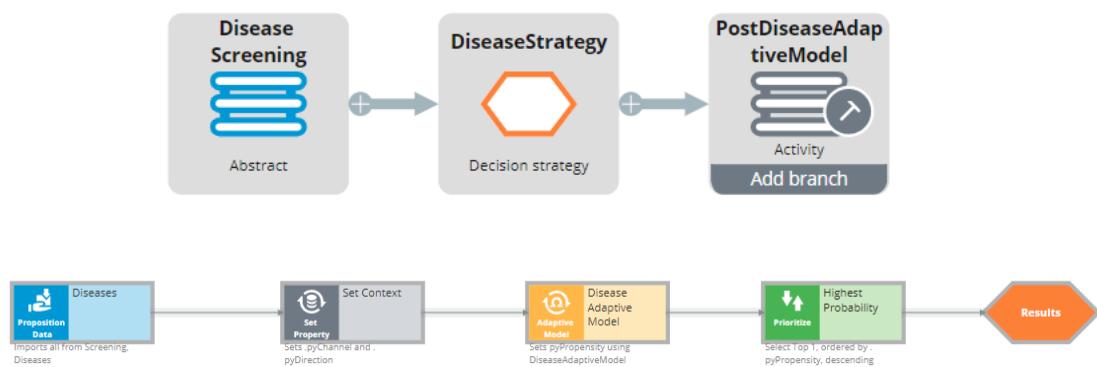 Disease
Screening
Abstract
DiseaseStrategy
Decision strategy
PostDiseaseAdap
tiveModel
Activity
Add branch
Proposition
Data
Diseases
Imports all from Screening,
Diseases
Set
Property
Set Context
Sets .pyChannel and .
pyDirection
Adaptive
Model
Disease
Adaptive
Model
Sets pyPropensity using
DiseaseAdaptiveModel
Prioritize
Highest
Probability
Select Top 1, ordered by .
pyPropensity, descending
Results